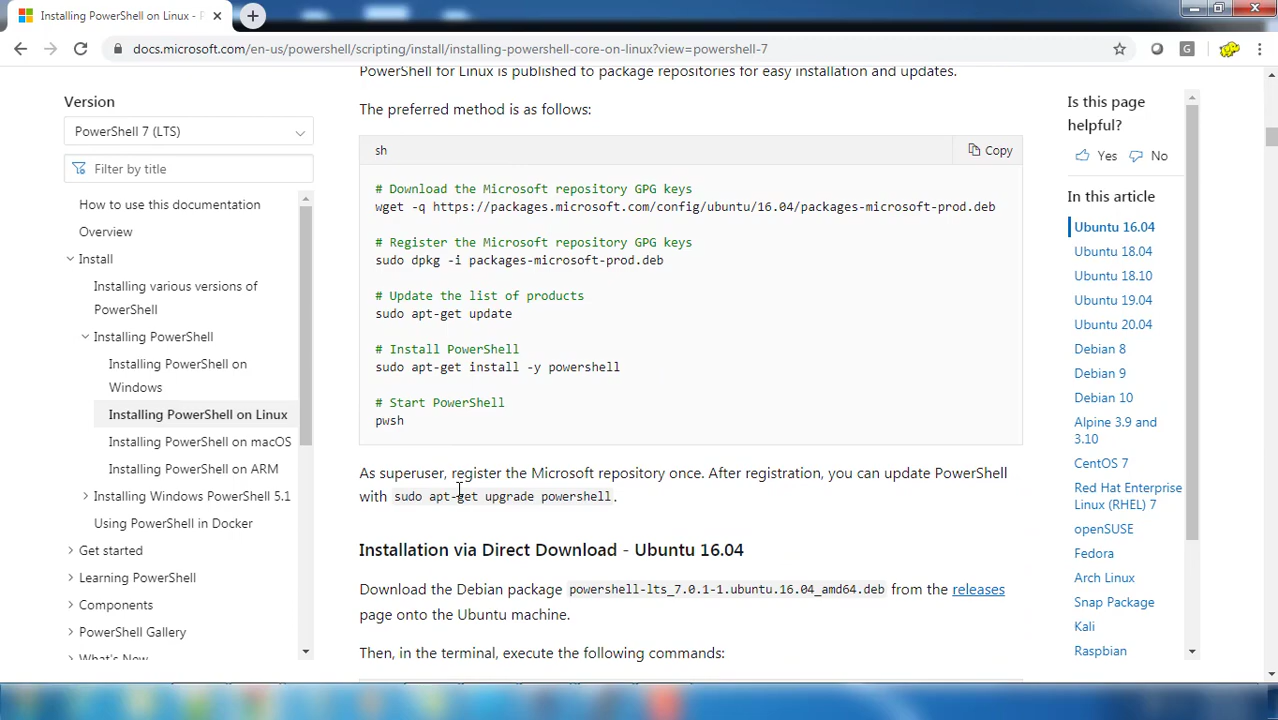 Installing PowerShell on Linux - P
docs.microsoft.com/en-us/powershell/scripting/install/installing-powershell-core-on-linux?view=powershell-7
G
PowerShell for Linux is published to package repositories for easy installation and updates.
Version
PowerShell 7 (LTS)
Filter by title
How to use this documentation
Overview
Install
Installing various versions of
PowerShell
Installing PowerShell
Installing PowerShell on
Windows
Installing PowerShell on Linux
Installing PowerShell on macOS
Installing PowerShell on ARM
Installing Windows PowerShell 5.1
Using PowerShell in Docker
Get started
Learning PowerShell
Components
PowerShell Gallery
What's New
The preferred method is as follows:
sh
Copy
# Download the Microsoft repository GPG keys
wget -q https://packages.microsoft.com/config/ubuntu/16.04/packages-microsoft-prod.deb
# Register the Microsoft repository GPG keys
sudo dpkg -i packages-microsoft-prod.deb
# Update the list of products
sudo apt-get update
# Install PowerShell
sudo apt-get install -y powershell
# Start PowerShell
pwsh
As superuser, register the Microsoft repository once. After registration, you can update PowerShell
with sudo apt-get upgrade powershell.
Installation via Direct Download - Ubuntu 16.04
Download the Debian package powershell-lts_7.0.1-1.ubuntu.16.04_amd64.deb from the releases
page onto the Ubuntu machine.
Then, in the terminal, execute the following commands:
Is this page
helpful?
Yes No
In this article
Ubuntu 16.04
Ubuntu 18.04
Ubuntu 18.10
Ubuntu 19.04
Ubuntu 20.04
Debian 8
Debian 9
Debian 10
Alpine 3.9 and
3.10
CentOS 7
Red Hat Enterprise
Linux (RHEL) 7
openSUSE
Fedora
Arch Linux
Snap Package
Kali
Raspbian